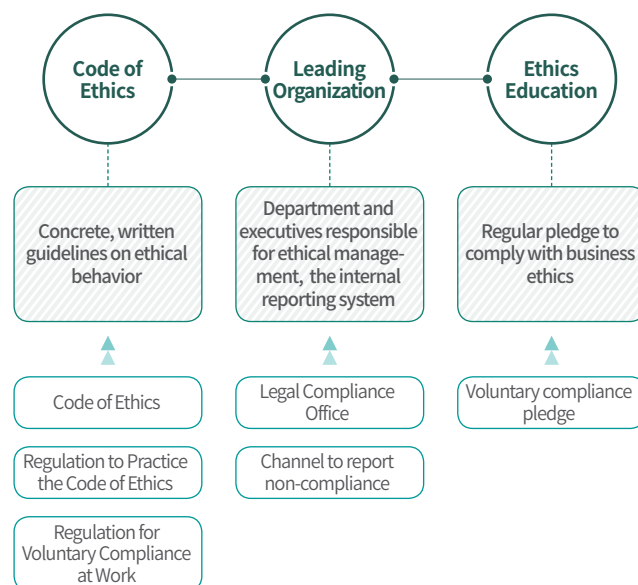 Code of
Ethics
Leading
Organization
Ethics
Education
Concrete, written
guidelines on ethical
behavior
Department and
executives responsible
for ethical manage-
ment, the internal
reporting system
Regular pledge to
comply with business
ethics
Code of Ethics
Legal Compliance
Office
Voluntary compliance
pledge
Regulation to Practice
the Code of Ethics
Channel to report
non-compliance
Regulation for
Voluntary Compliance
at Work